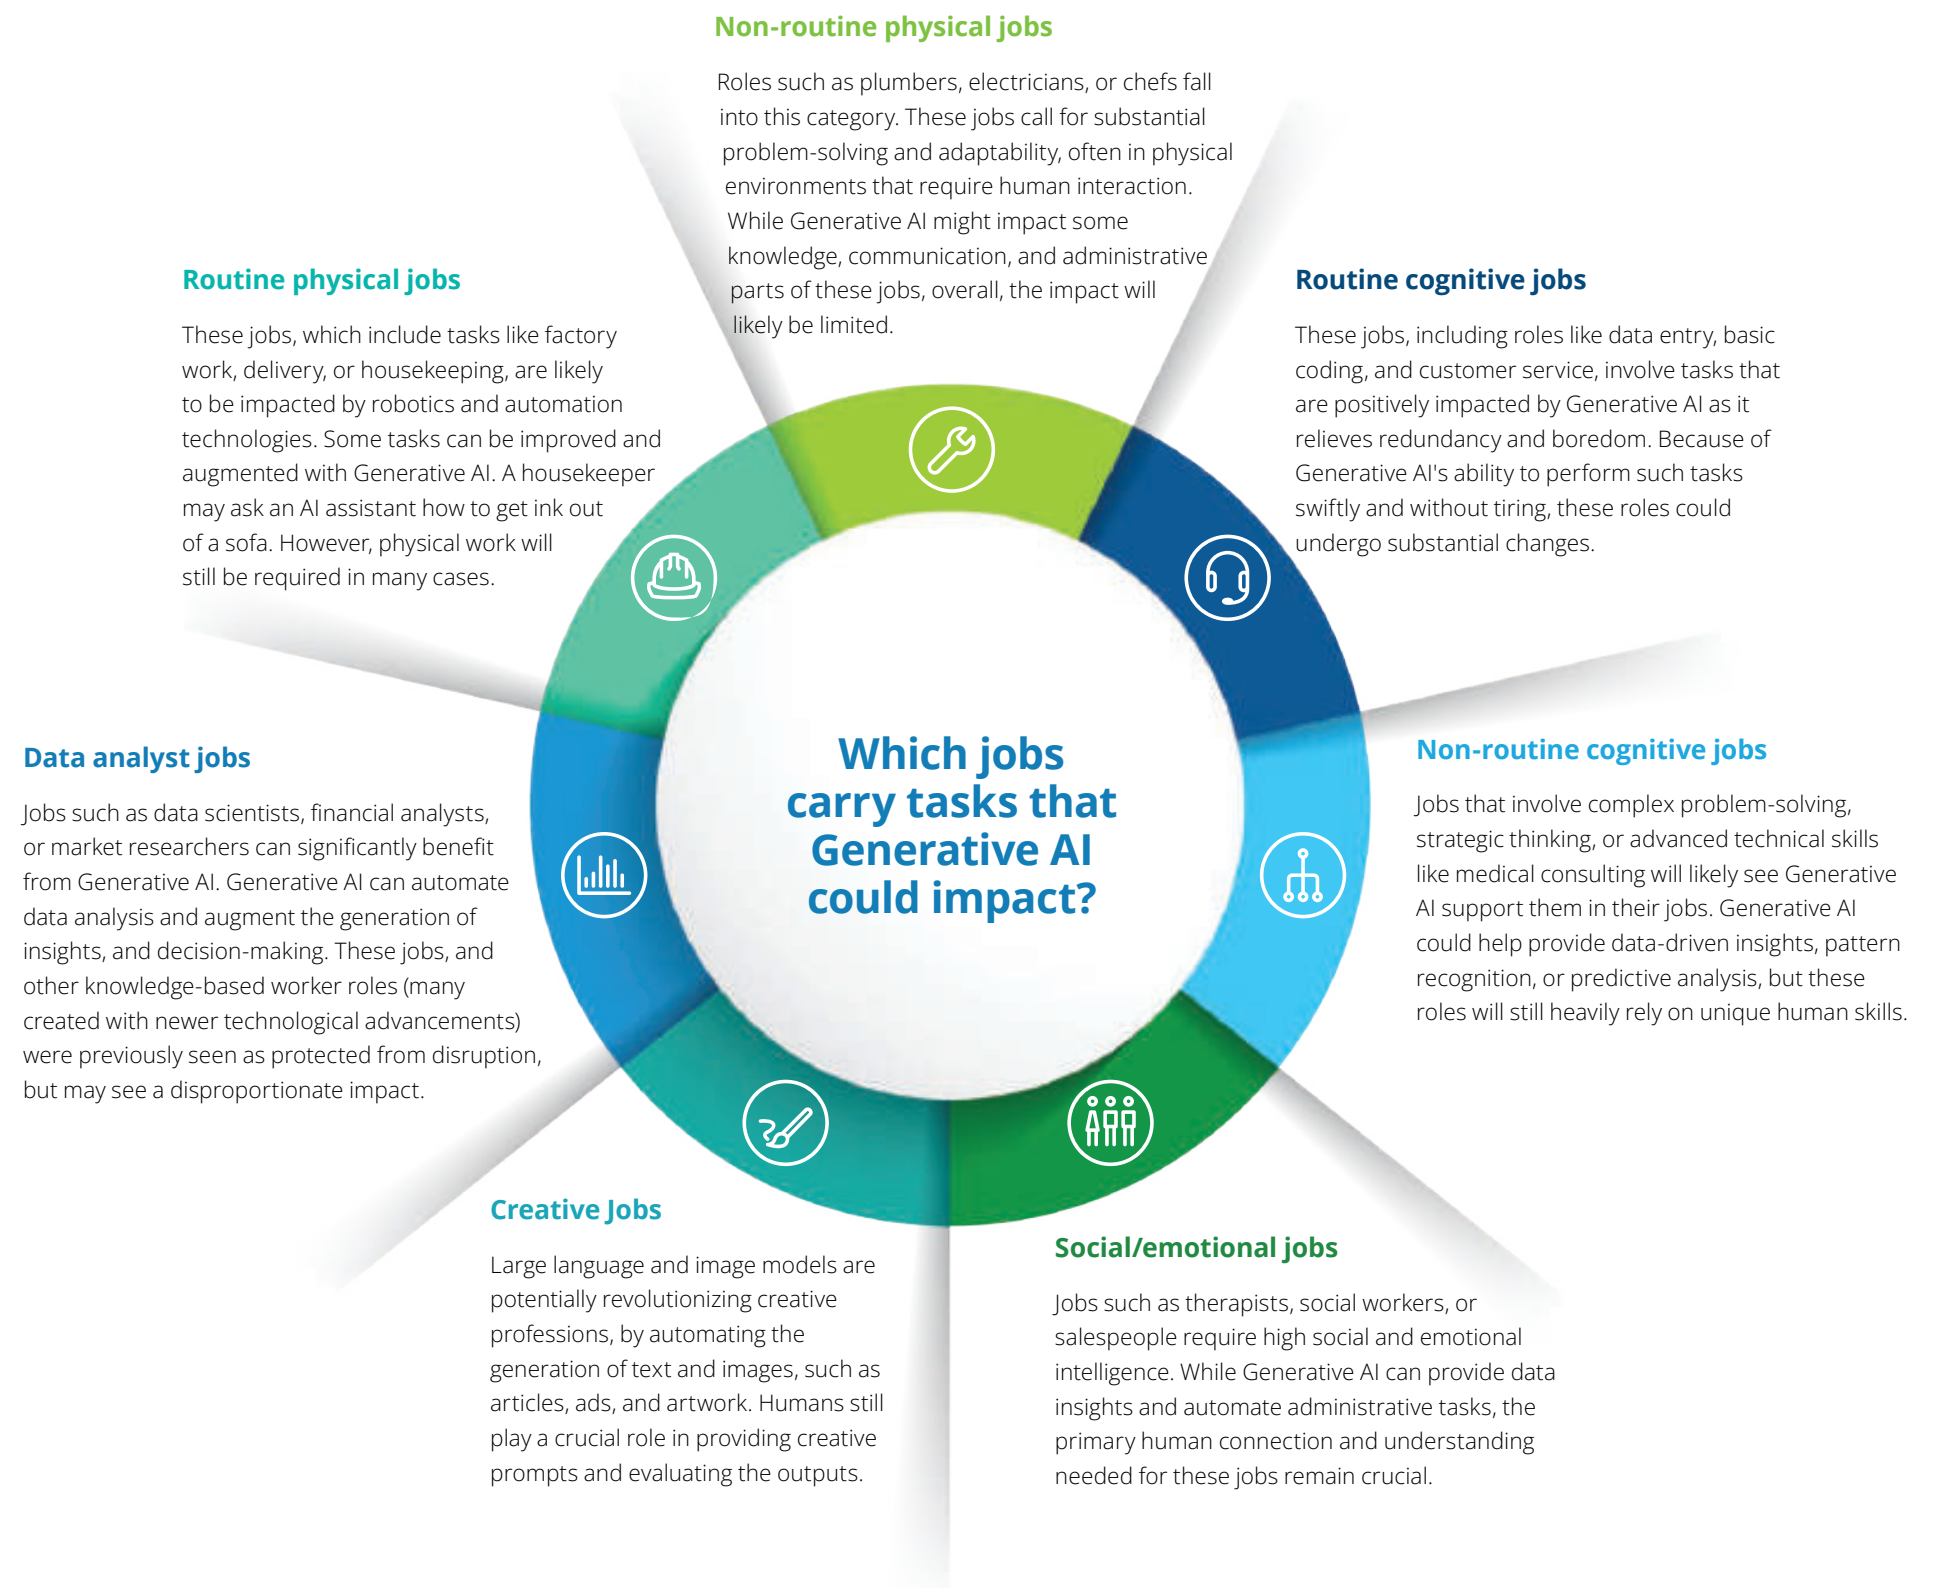 Non-routine physical jobs
Roles such as plumbers, electricians, or chefs fall
into this category. These jobs call for substantial
problem-solving and adaptability, often in physical
environments that require human interaction.
While Generative AI might impact some
knowledge, communication, and administrative
parts of these jobs, overall, the impact will
likely be limited.
Routine physical jobs
These jobs, which include tasks like factory
work, delivery, or housekeeping, are likely
to be impacted by robotics and automation
technologies. Some tasks can be improved and
augmented with Generative AI. A housekeeper
may ask an AI assistant how to get ink out
of a sofa. However, physical work will
still be required in many cases.
Routine cognitive jobs
These jobs, including roles like data entry, basic
coding, and customer service, involve tasks that
are positively impacted by Generative AI as it
relieves redundancy and boredom. Because of
Generative AI's ability to perform such tasks
swiftly and without tiring, these roles could
undergo substantial changes.
Which jobs
carry tasks that
Generative AI
could impact?
Data analyst jobs
Jobs such as data scientists, financial analysts,
or market researchers can significantly benefit
from Generative AI. Generative AI can automate
data analysis and augment the generation of
insights, and decision-making. These jobs, and
other knowledge-based worker roles (many
created with newer technological advancements)
were previously seen as protected from disruption,
but may see a disproportionate impact.
Non-routine cognitive jobs
Jobs that involve complex problem-solving,
strategic thinking, or advanced technical skills
like medical consulting will likely see Generative
AI support them in their jobs. Generative AI
could help provide data-driven insights, pattern
recognition, or predictive analysis, but these
roles will still heavily rely on unique human skills.
Creative Jobs
Large language and image models are
potentially revolutionizing creative
professions, by automating the
generation of text and images, such as
articles, ads, and artwork. Humans still
play a crucial role in providing creative
prompts and evaluating the outputs.
Social/emotional jobs
Jobs such as therapists, social workers, or
salespeople require high social and emotional
intelligence. While Generative AI can provide data
insights and automate administrative tasks, the
primary human connection and understanding
needed for these jobs remain crucial.